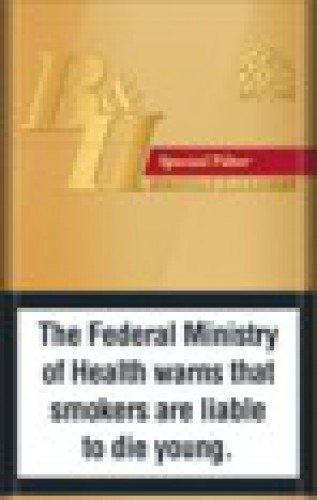 B&H
Special Filter
The Federal Ministry
of Health warns that
smokers are liable
to die young.